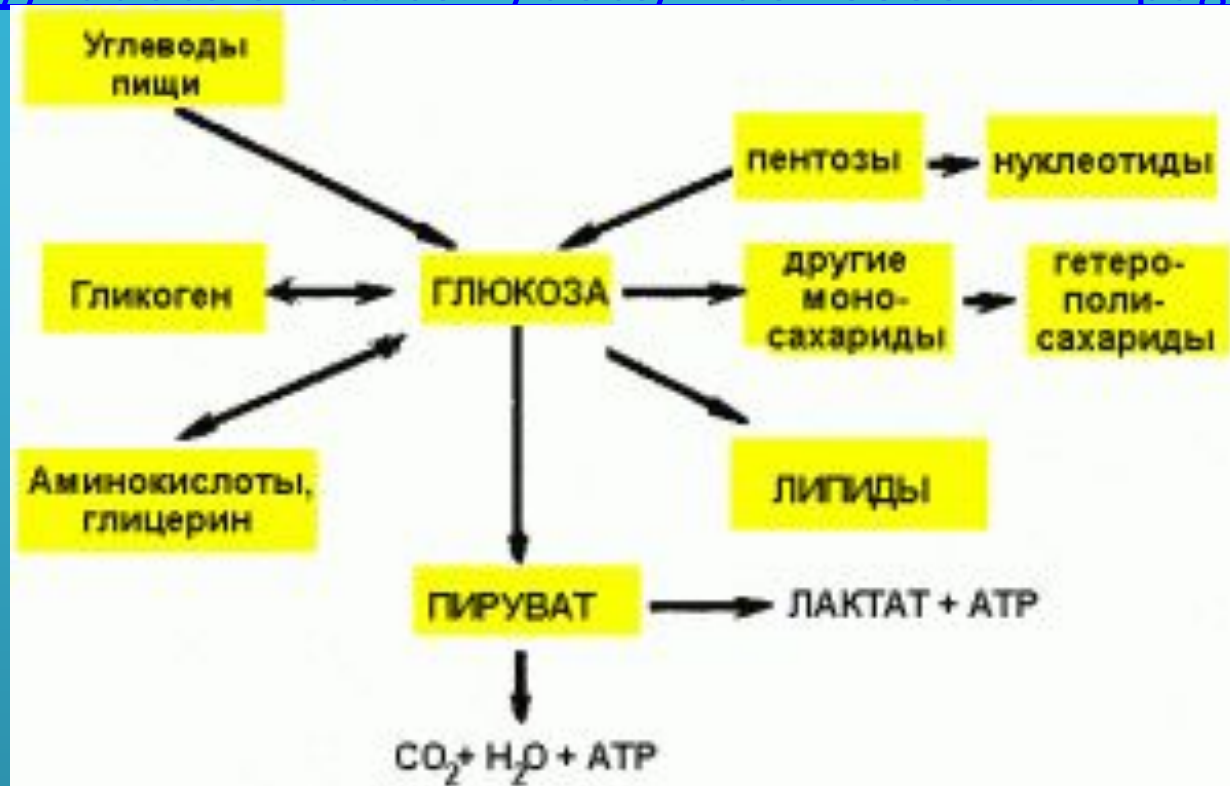 Углеводы
пищи
пентозы
нуклеотиды
Гликоген
ГЛЮКОЗА
другие
моно-
сахариды
гетеро-
поли-
сахариды
Аминокислоты,
глицерин
ЛИПИДЫ
ПИРУВАТ
ЛАКТАТ + АТР
CO2+ H2O + АТР